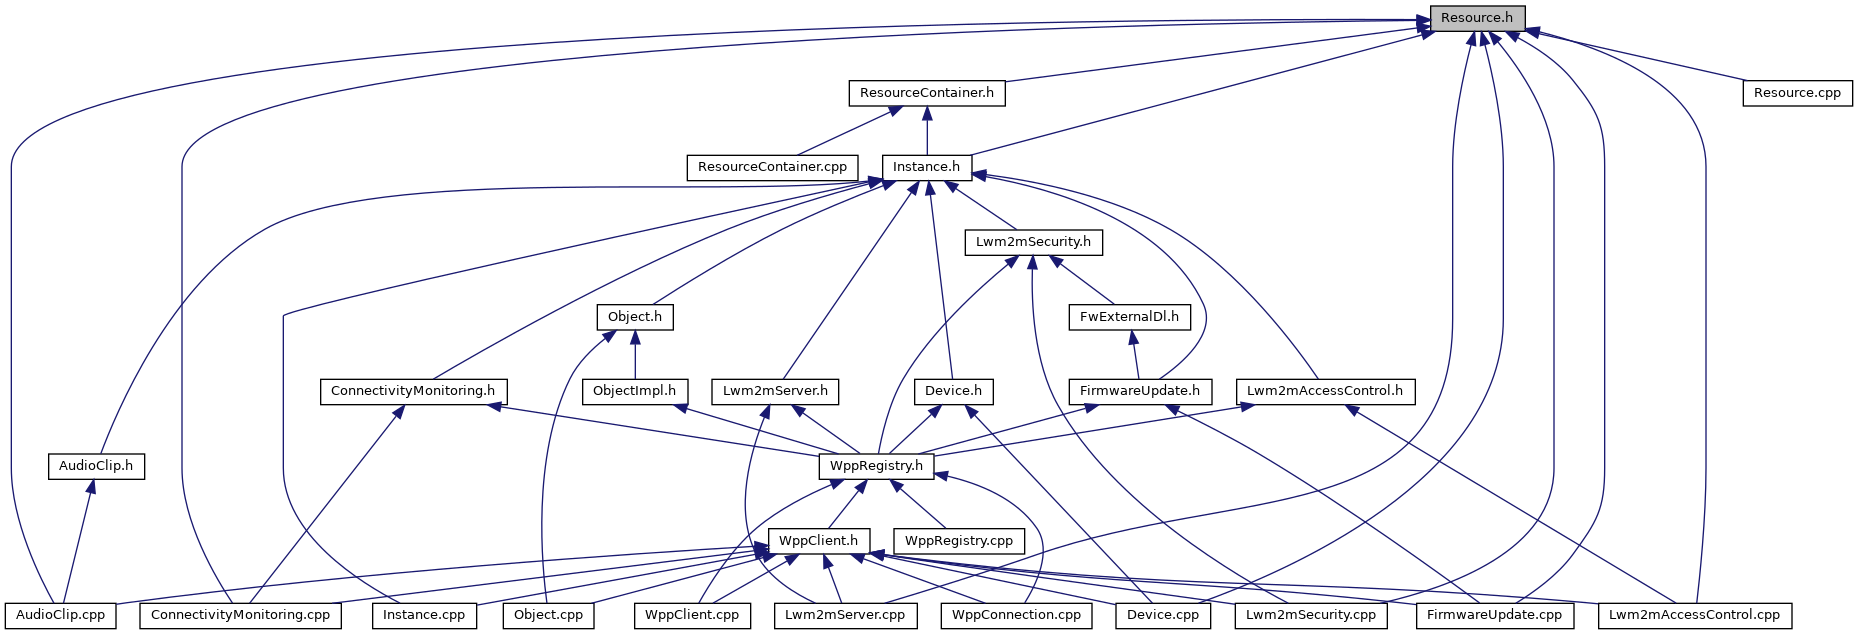 Resource.h
ResourceContainer.h
Resource.cpp
ResourceContainer.cpp
Instance.h
Lwm2mSecurity.h
Object.h
FwExternalDl.h
ConnectivityMonitoring.h
ObjectImpl.h
Lwm2mServer.h
Device.h
FirmwareUpdate.h
Lwm2mAccessControl.h
AudioClip.h
WppRegistry.h
WppClient.h
WppRegistry.cpp
AudioClip.cpp
ConnectivityMonitoring.cpp
Instance.cpp
Object.cpp
WppClient.cpp
Lwm2mServer.cpp
WppConnection.cpp
Device.cpp
Lwm2mSecurity.cpp
FirmwareUpdate.cpp
Lwm2mAccessControl.cpp